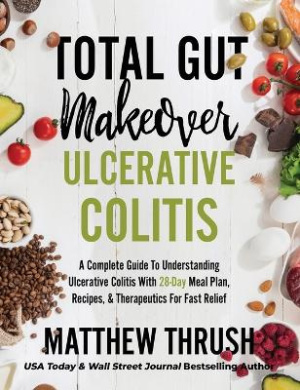 TOTAL GUT
Makeover
ULCERATIVE
COLITIS
A Complete Guide To Understanding
Ulcerative Colitis With 28-Day Meal Plan,
Recipes, & Therapeutics For Fast Relief
MATTHEW THRUSH
USA Today & Wall Street Journal Bestselling Author